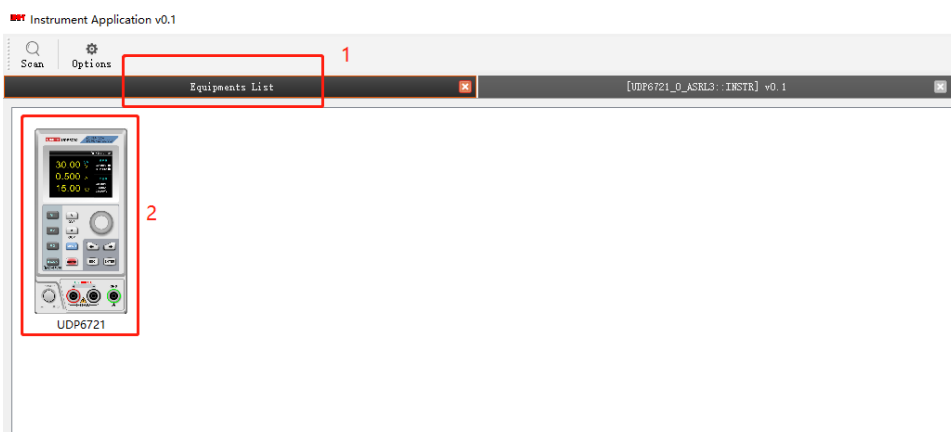 Instrument Application v0.1
Scan
Options
1
Equipments List
[UDP6721_0_ASRL3::INSTR] v0.1
30.00
0.500
15.00
2
UDP6721